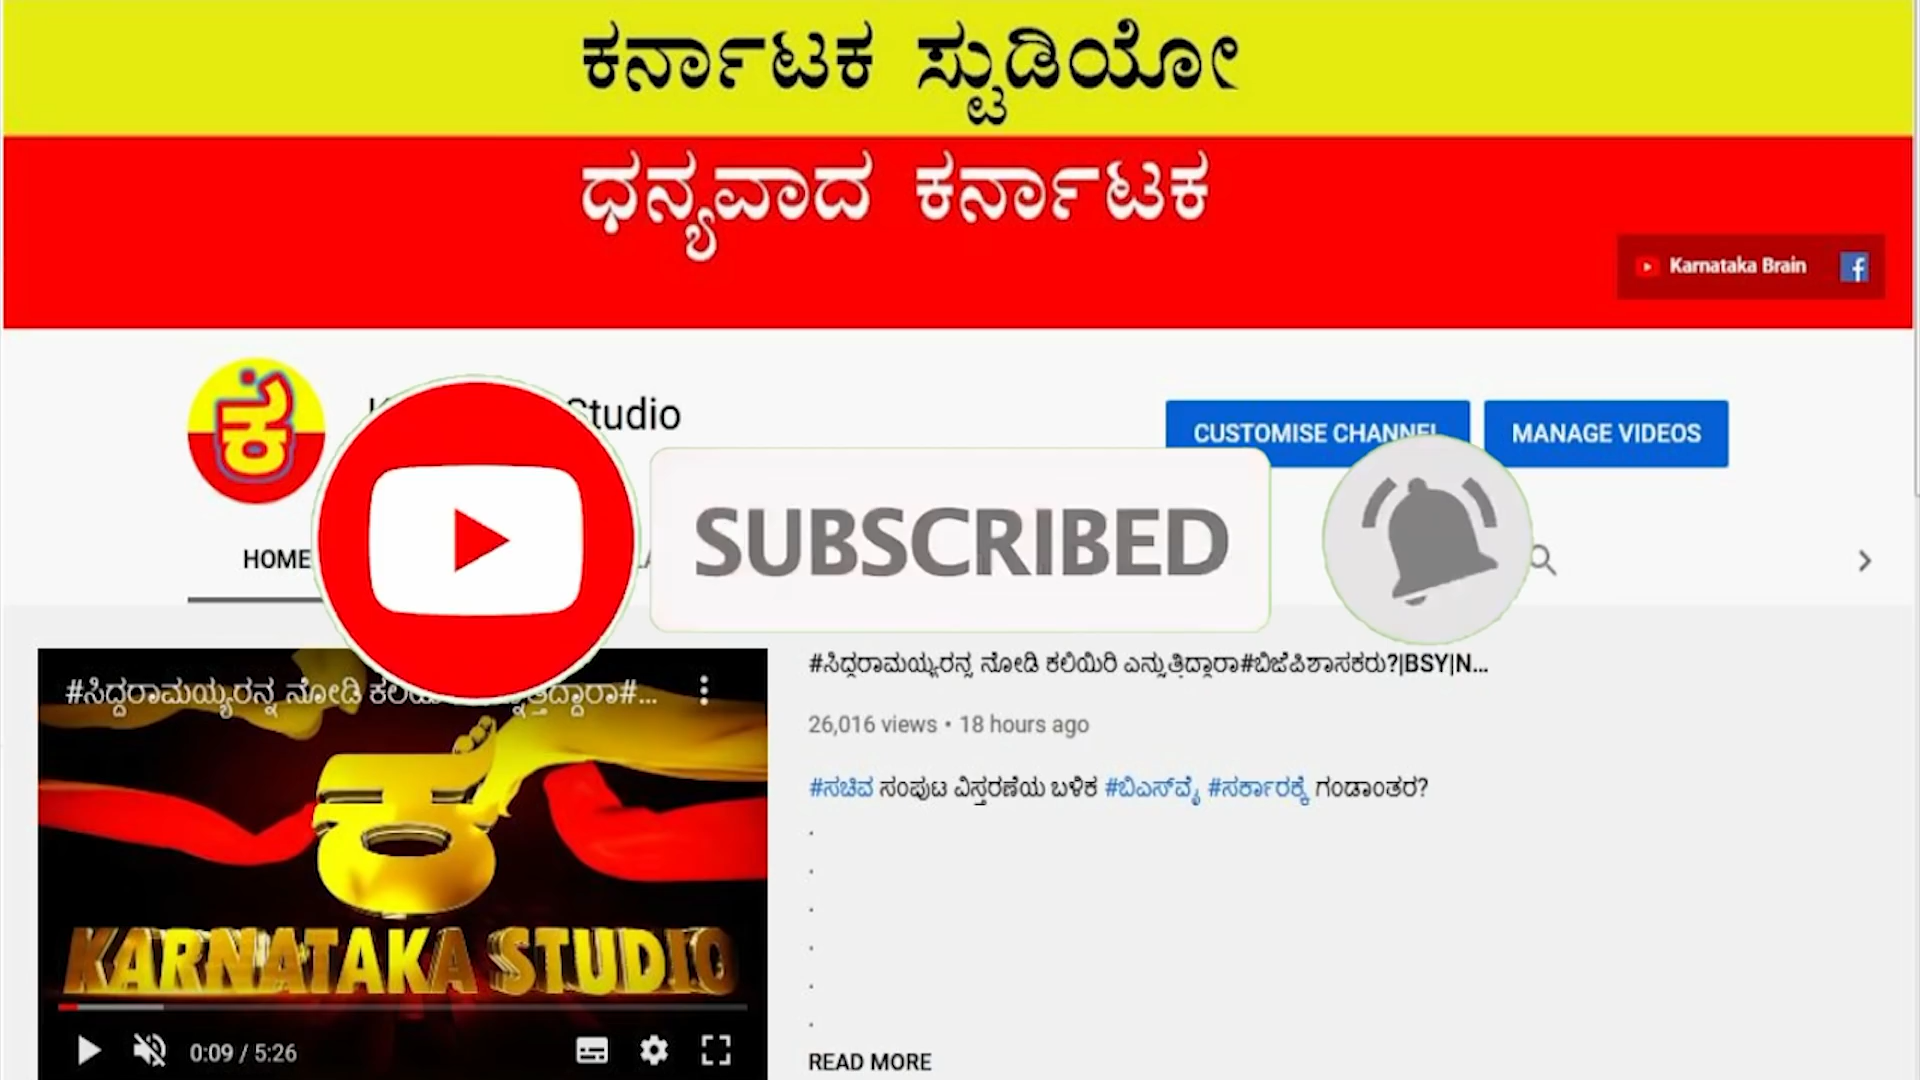 ಕರ್ನಾಟಕ ಸ್ಟುಡಿಯೋ
ಧನ್ಯವಾದ ಕರ್ನಾಟಕ
Karnataka Brain
ಕ
Studio
CUSTOMISE CHANNEL
MANAGE VIDEOS
HOME
SUBSCRIBED
#ಸಿದ್ದರಾಮಯ್ಯರನ್ನ ನೋಡಿ
#...
ಕ
KARNATAKA STUDIO
0:09 / 5:26
#ಸಿದ್ದರಾಮಯ್ಯರನ್ನ ನೋಡಿ ಕಲಿಯಿರಿ ಎನ್ನುತ್ತಿದ್ದಾರಾ#ಬಿಜೆಪಿಶಾಸಕರು?|BSY|N...
26,016 views • 18 hours ago
#ಸಚಿವ ಸಂಪುಟ ವಿಸ್ತರಣೆಯ ಬಳಿಕ #ಬಿಎಸ್‌ವೈ #ಸರ್ಕಾರಕ್ಕೆ ಗಂಡಾಂತರ?
.
.
.
.
.
.
READ MORE